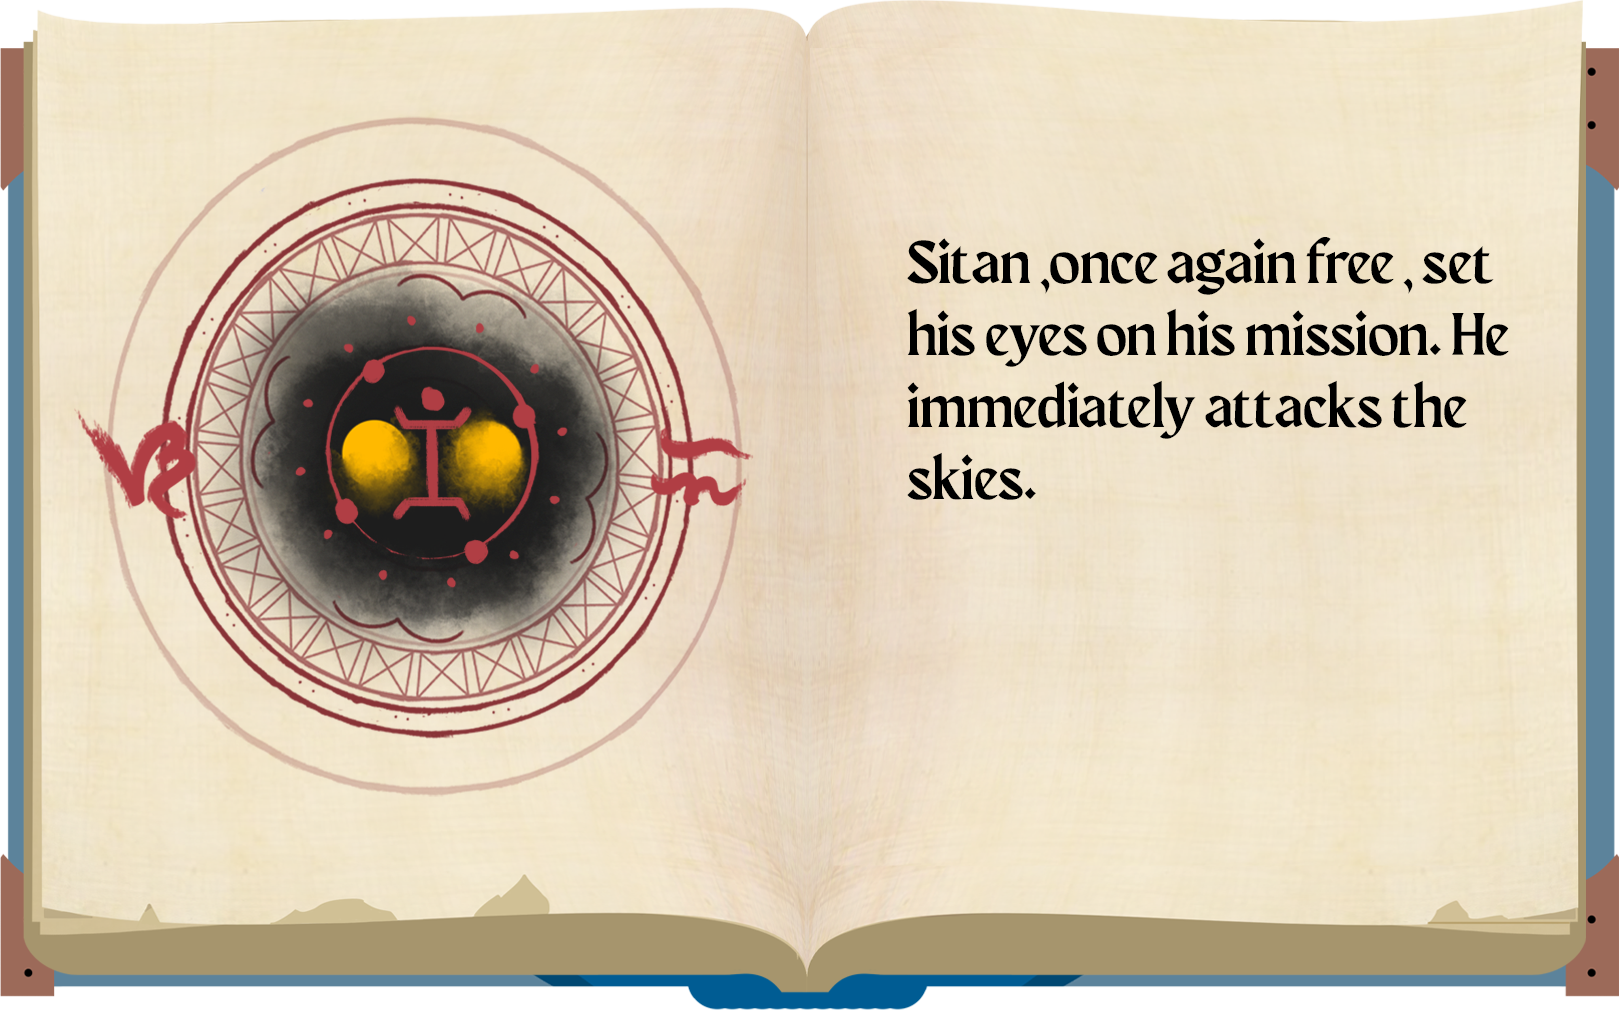 Sitan ,once again free , set
his eyes on his mission. He
immediately attacks the
skies.